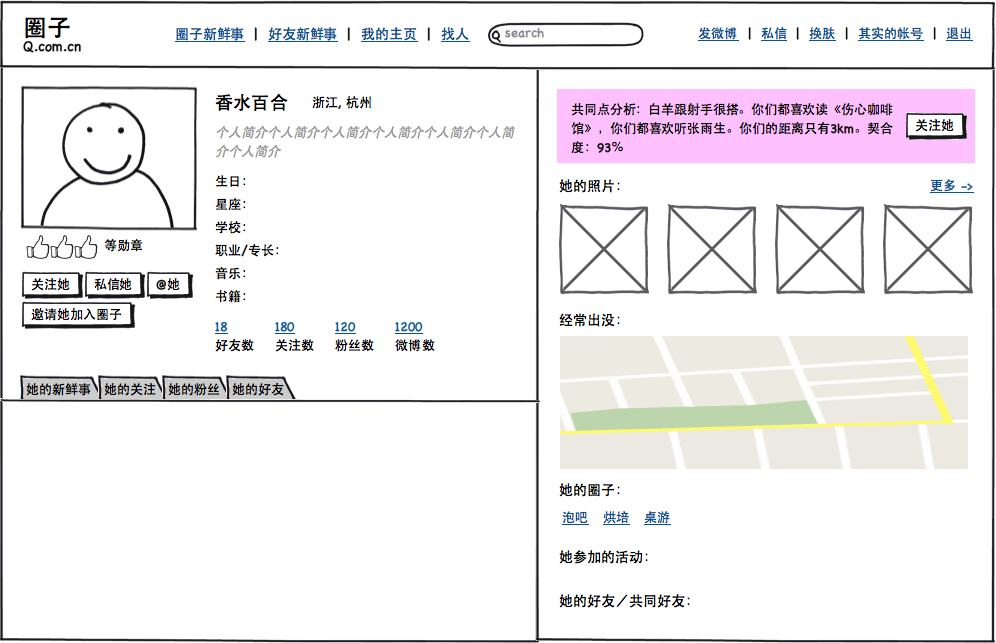 圈子
Q.com.cn
圈子新鲜事 | 好友新鲜事 | 我的主页 | 找人
search
发微博 | 私信 | 换肤 | 其实的帐号 | 退出
香水百合 浙江, 杭州
个人简介个人简介个人简介个人简介个人简介个人简
介个人简介
生日：
星座：
学校：
职业/专长：
音乐：
书籍：
等勋章
关注她 私信她 @她
邀请她加入圈子
18 180 120 1200
好友数 关注数 粉丝数 微博数
她的新鲜事 她的关注 她的粉丝 她的好友
共同点分析：白羊跟射手很搭。你们都喜欢读《伤心咖啡
馆》，你们都喜欢听张雨生。你们的距离只有3km。契合
度：93%
关注她
她的照片：
更多 ->
经常出没：
她的圈子：
泡吧 烘培 桌游
她参加的活动：
她的好友／共同好友：